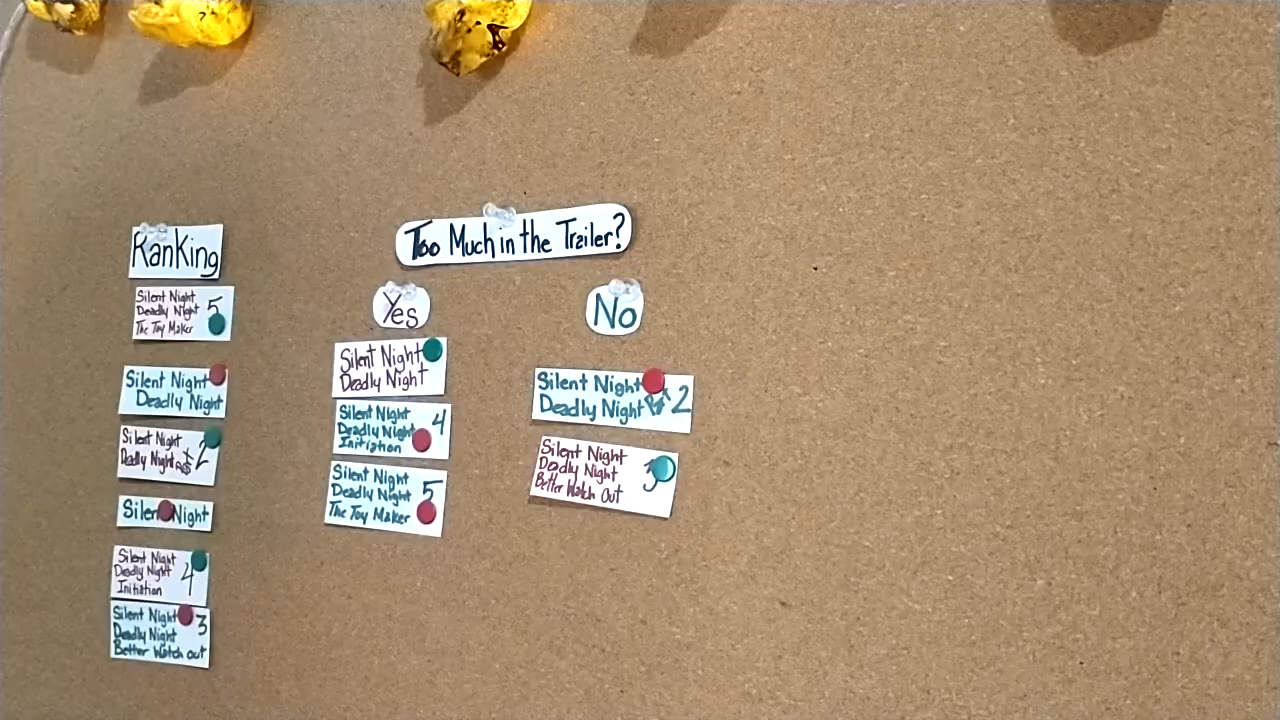 Ranking
Silent Night
Deadly Night 5
The Toy Maker
Silent Night
Deadly Night
Silent Night
Deadly Night 2
Silent Night
Silent Night
Deadly Night 4
Initiation
Silent Night 3
Deadly Night
Better Watch out
Too Much in the Trailer?
Yes
Silent Night
Deadly Night
Silent Night 4
Deadly Night
Initiation
Silent Night
Deadly Night 5
The Toy Maker
No
Silent Night
Deadly Night 2
Silent Night
Deadly Night 3
Better Watch Out